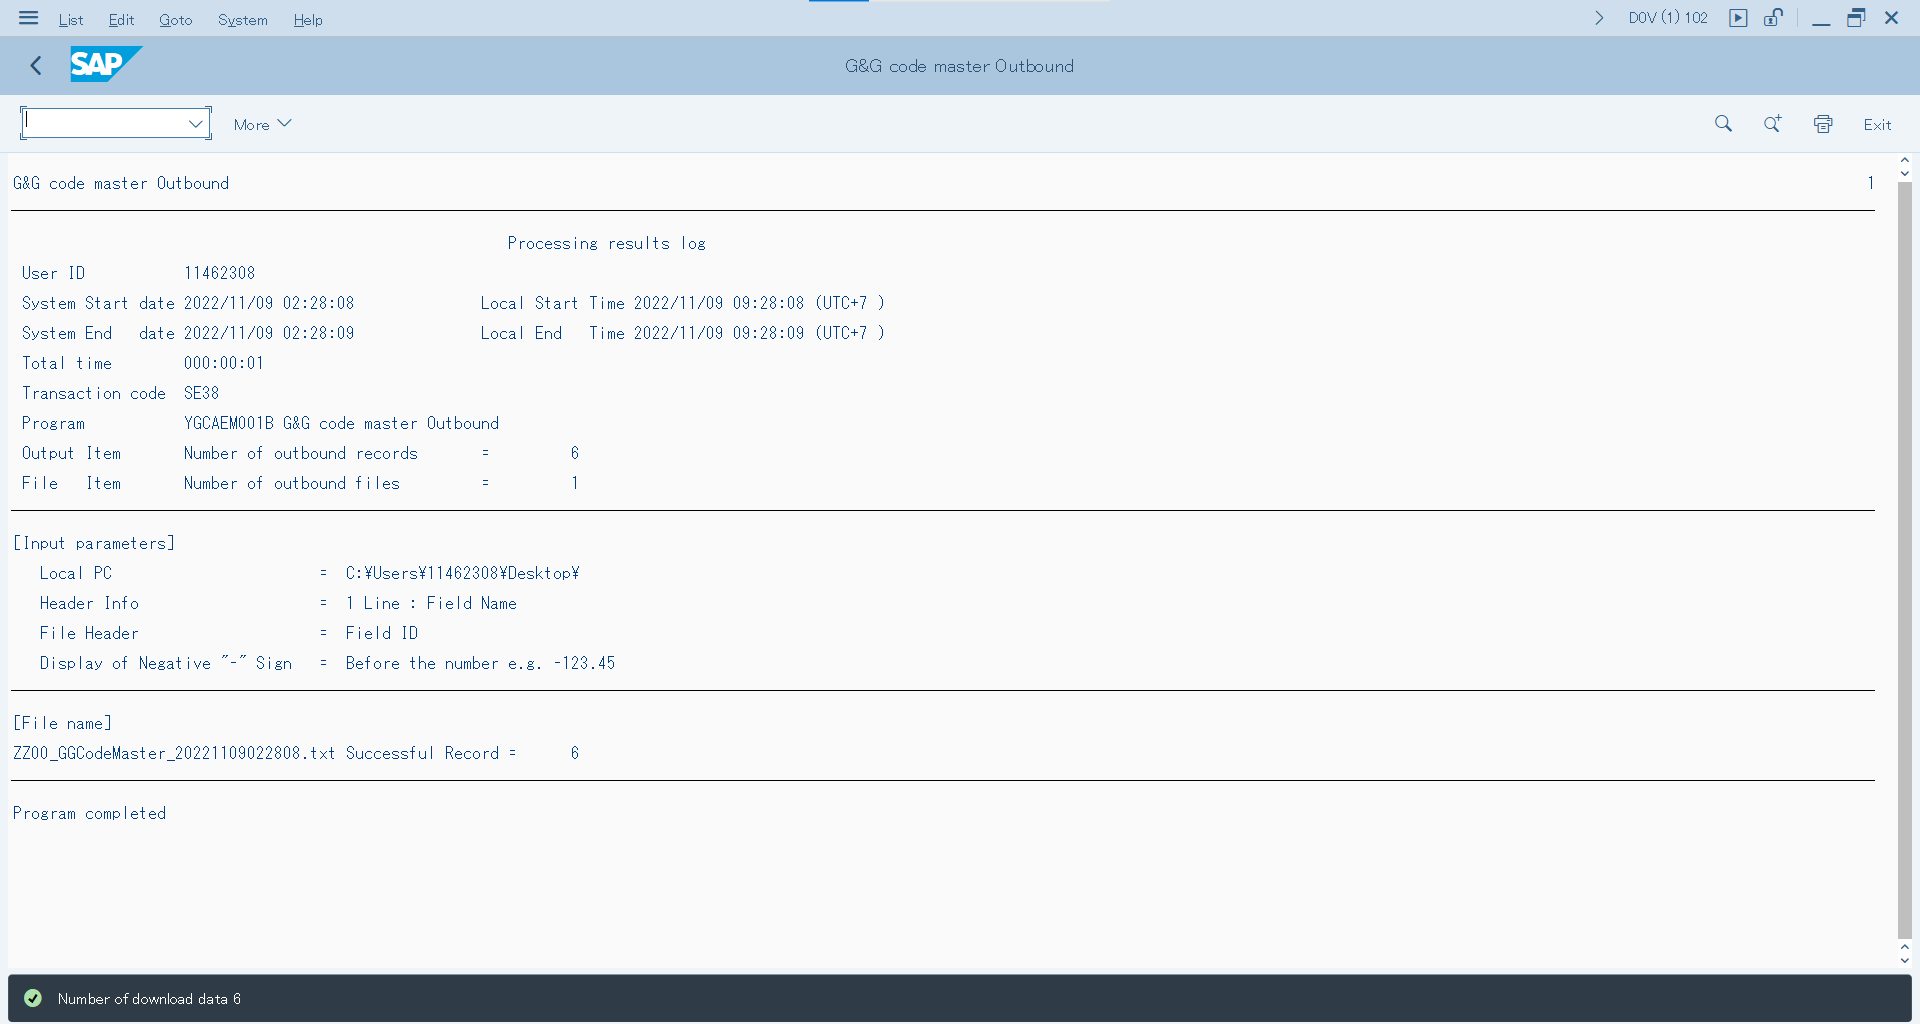 List Edit Goto System Help DOV (1) 102
SAP G&G code master Outbound
More Exit
G&G code master Outbound 1
Processing results log
User ID 11462308
System Start date 2022/11/09 02:28:08 Local Start Time 2022/11/09 09:28:08 (UTC+7 )
System End date 2022/11/09 02:28:09 Local End Time 2022/11/09 09:28:09 (UTC+7 )
Total time 000:00:01
Transaction code SE38
Program YGCAEM001B G&G code master Outbound
Output Item Number of outbound records = 6
File Item Number of outbound files = 1
[Input parameters]
Local PC = C:¥Users¥11462308¥Desktop¥
Header Info = 1 Line : Field Name
File Header = Field ID
Display of Negative "-" Sign = Before the number e.g. -123.45
[File name]
ZZ00_GGCodeMaster_20221109022808.txt Successful Record = 6
Program completed
Number of download data 6